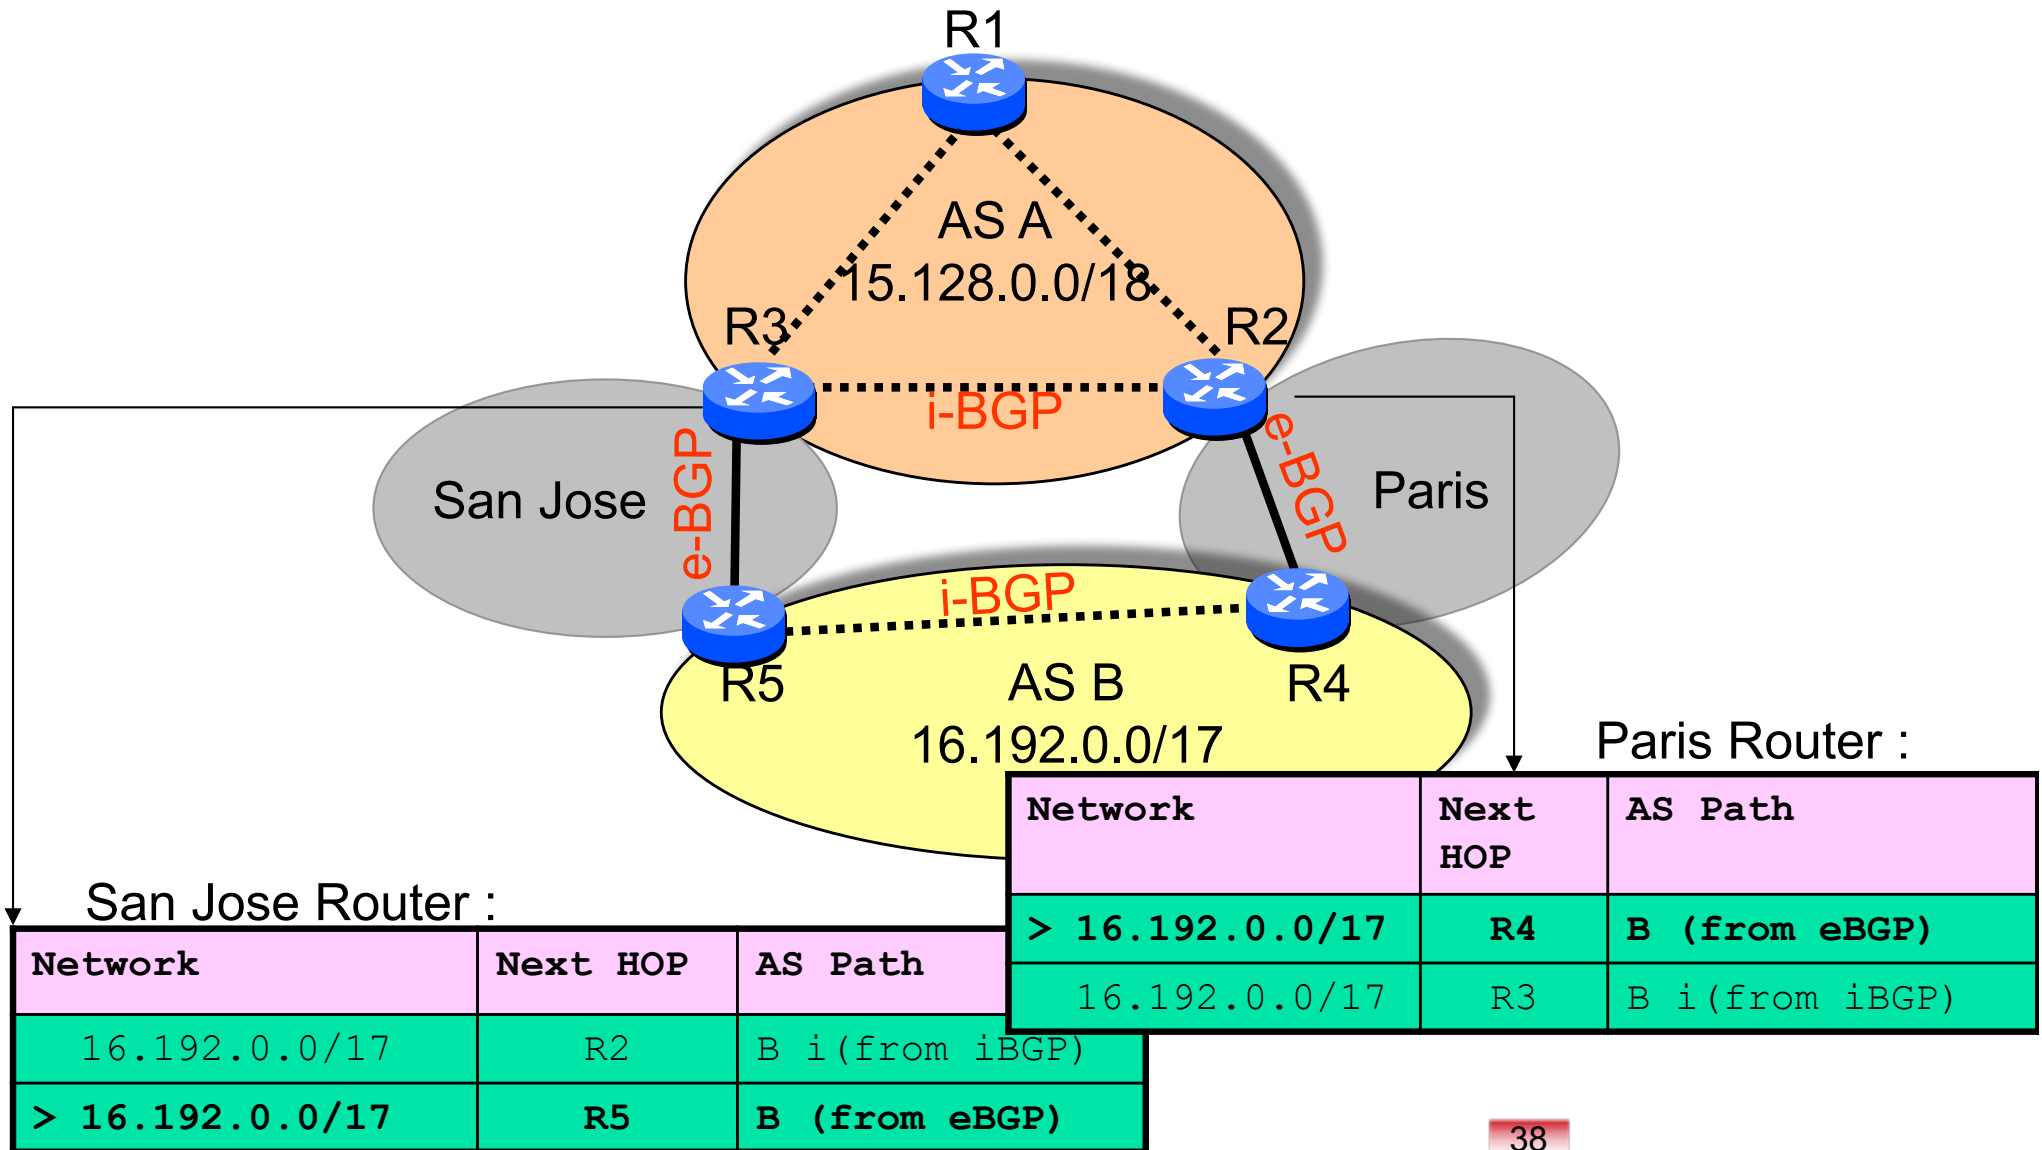 R1
AS A
15.128.0.0/18
R3
R2
i-BGP
e-BGP
e-BGP
San Jose
Paris
i-BGP
R5
AS B
R4
16.192.0.0/17
Paris Router :
Network Next HOP AS Path
> 16.192.0.0/17 R4 B (from eBGP)
16.192.0.0/17 R3 B i(from iBGP)
San Jose Router :
Network Next HOP AS Path
16.192.0.0/17 R2 B i(from iBGP)
> 16.192.0.0/17 R5 B (from eBGP)
38